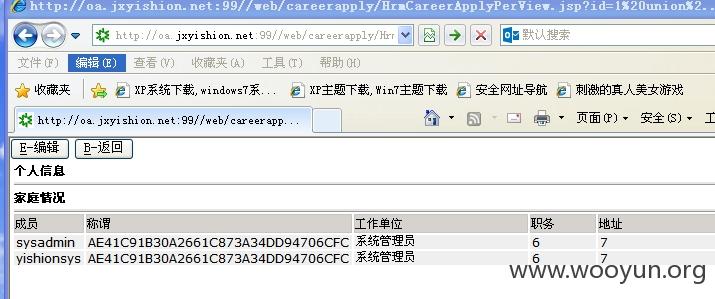 http://oa.jxyishion.net:99//web/careerapply/HrmCareerApplyPerView.jsp?id=1%20union%2..
http://oa.jxyishion.net:99//web/careerapply/Hrm
默认搜索
文件(F) 编辑(E) 查看(V) 收藏夹(A) 工具(T) 帮助(H)
收藏夹 XP系统下载,windows7系... XP主题下载,Win7主题下载 安全网址导航 刺激的真人美女游戏
http://oa.jxyishion.net:99//web/careerapp... 页面(P) 安全(S) 工
E-编辑 B-返回
个人信息
家庭情况
成员 称谓 工作单位 职务 地址
sysadmin AE41C91B30A2661C873A34DD94706CFC 系统管理员 6 7
yishionsys AE41C91B30A2661C873A34DD94706CFC 系统管理员 6 7
www.wooyun.org